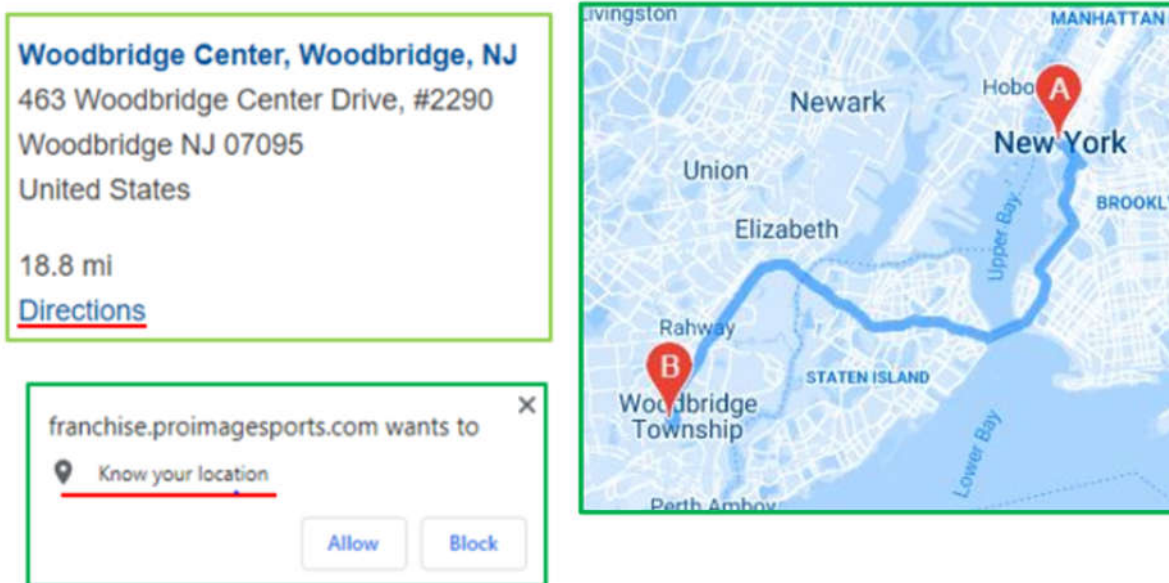 Woodbridge Center, Woodbridge, NJ
463 Woodbridge Center Drive, #2290
Woodbridge NJ 07095
United States
18.8 mi
Directions
franchise.proimagesports.com wants to
Know your location
Allow
Block
ivingston
MANHATTAN
Hobo
A
Newark
New York
Union
BROOKLY
Elizabeth
Upper Bay
Rahway
B
STATEN ISLAND
Woodbridge
Township
Lower Bay
Perth Amboy